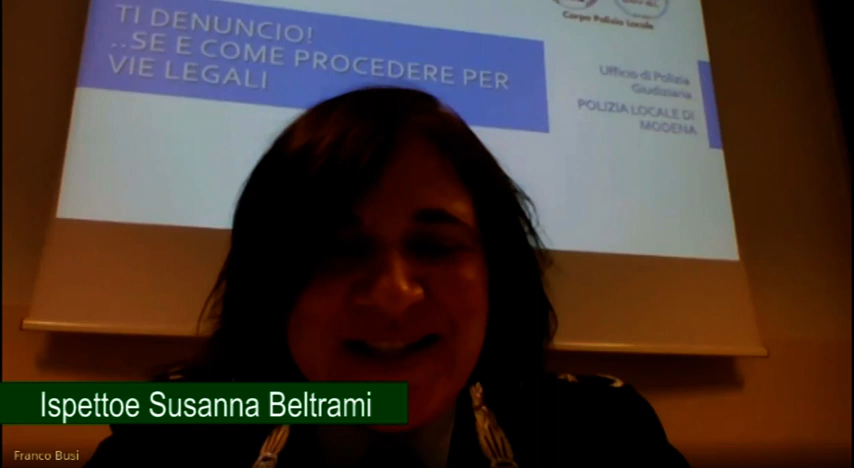 TI DENUNCIO!
..SE E COME PROCEDERE PER
VIE LEGALI
Corpo Polizia Locale
Ufficio di Polizia
Giudiziaria
POLIZIA LOCALE DI
MODENA
Ispettoe Susanna Beltrami
Franco Busi